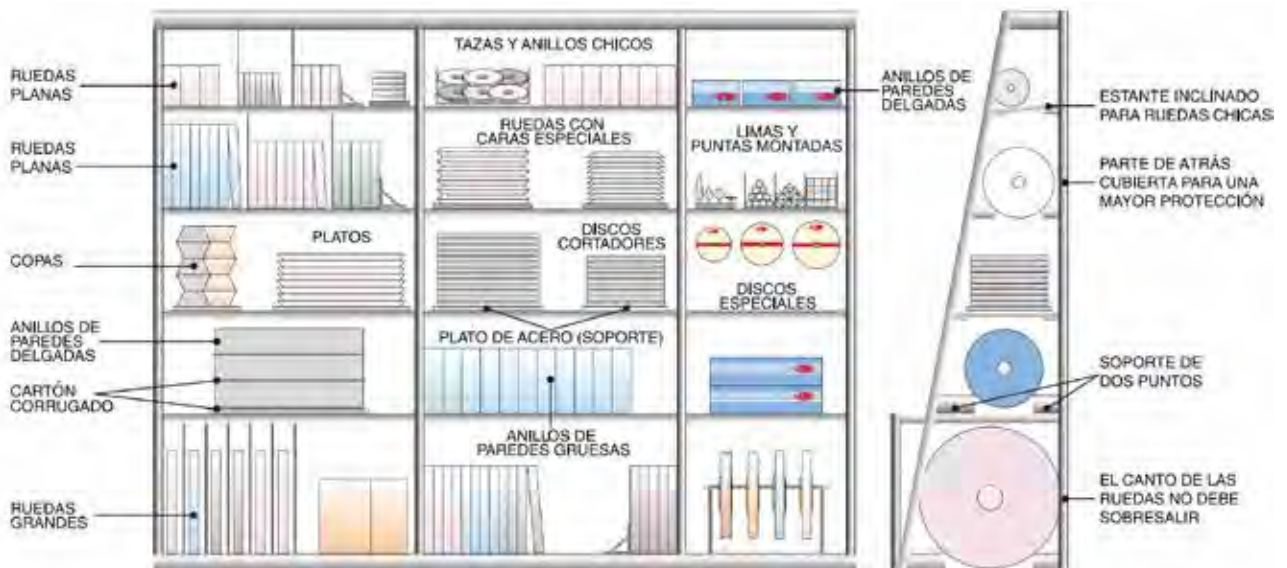 RUEDAS
PLANAS
RUEDAS
PLANAS
COPAS
ANILLOS DE
PAREDES
DELGADAS
CARTÓN
CORRUGADO
RUEDAS
GRANDES
PLATOS
TAZAS Y ANILLOS CHICOS
RUEDAS CON
CARAS ESPECIALES
DISCOS
CORTADORES
PLATO DE ACERO (SOPORTE)
ANILLOS DE
PAREDES GRUESAS
LIMAS Y
PUNTAS MONTADAS
DISCOS
ESPECIALES
ANILLOS DE
PAREDES
DELGADAS
ESTANTE INCLINADO
PARA RUEDAS CHICAS
PARTE DE ATRÁS
CUBIERTA PARA UNA
MAYOR PROTECCIÓN
SOPORTE DE
DOS PUNTOS
EL CANTO DE LAS
RUEDAS NO DEBE
SOBRESALIR